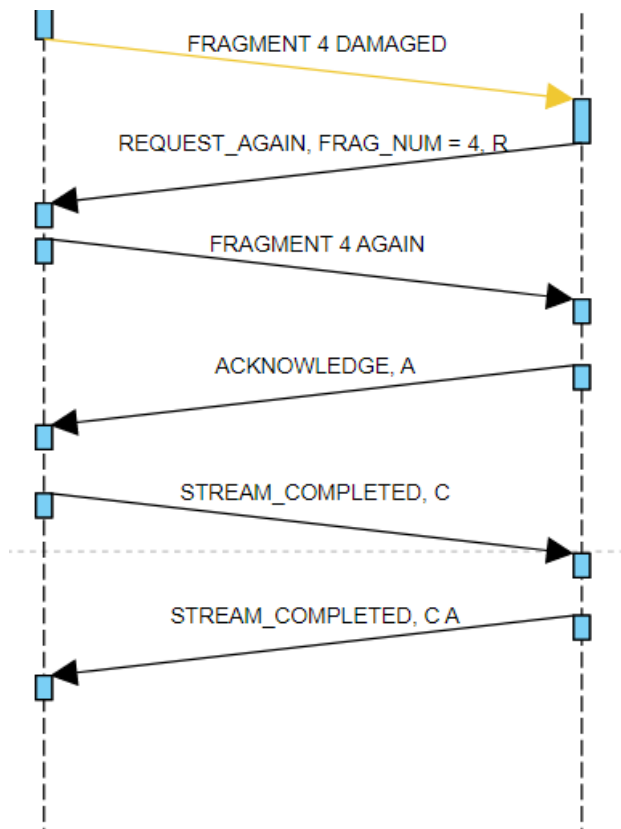 FRAGMENT 4 DAMAGED
REQUEST_AGAIN, FRAG_NUM = 4, R
FRAGMENT 4 AGAIN
ACKNOWLEDGE, A
STREAM_COMPLETED, C
STREAM_COMPLETED, C A